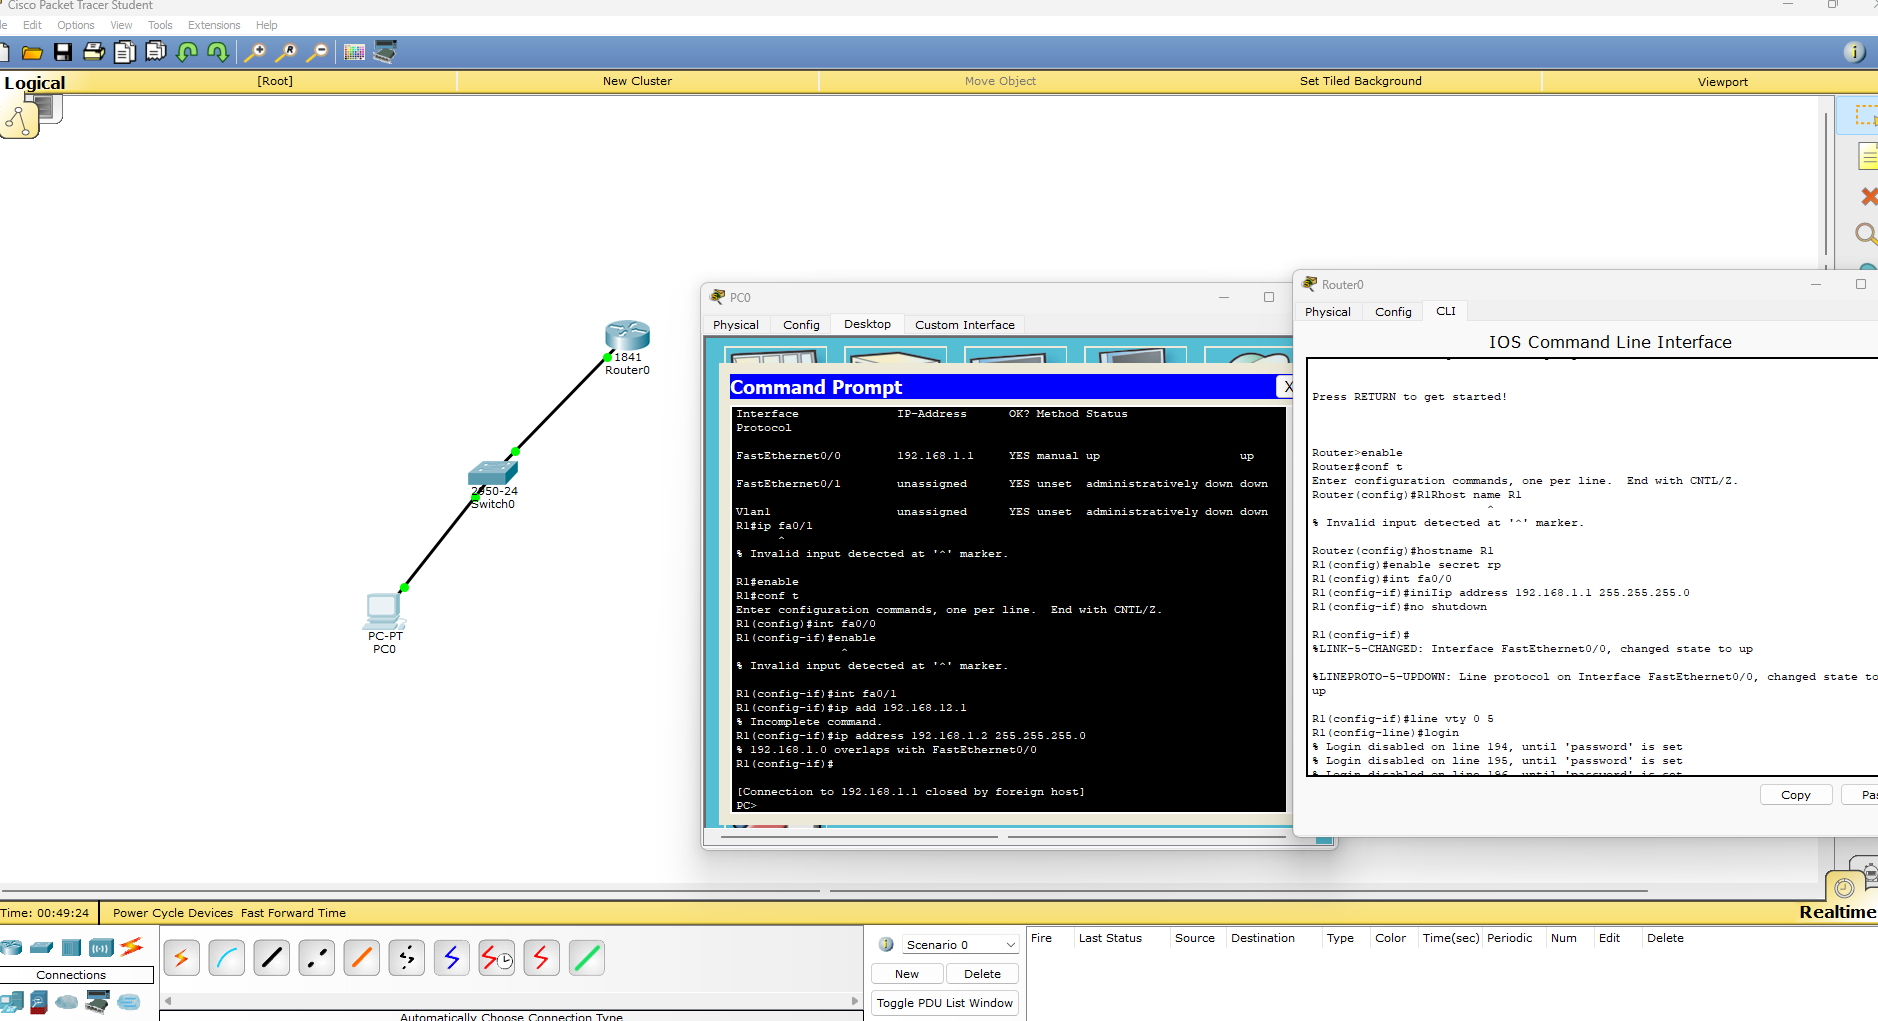 Cisco Packet Tracer Student
Edit Options View Tools Extensions Help
Logical [Root] New Cluster Move Object Set Tiled Background Viewport
1841
Router0
2950-24
Switch0
PC-PT
PC0
PC0
Physical Config Desktop Custom Interface
Command Prompt
X
Interface IP-Address OK? Method Status
Protocol
FastEthernet0/0 192.168.1.1 YES manual up up
FastEthernet0/1 unassigned YES unset administratively down down
Vlan1 unassigned YES unset administratively down down
R1#ip fa0/1
^
% Invalid input detected at '^' marker.
R1#enable
R1#conf t
Enter configuration commands, one per line. End with CNTL/Z.
R1(config)#int fa0/0
R1(config-if)#enable
^
% Invalid input detected at '^' marker.
R1(config-if)#int fa0/1
R1(config-if)#ip add 192.168.12.1
% Incomplete command.
R1(config-if)#ip address 192.168.1.2 255.255.255.0
% 192.168.1.0 overlaps with FastEthernet0/0
R1(config-if)#
[Connection to 192.168.1.1 closed by foreign host]
PC>
Router0
Physical Config CLI
IOS Command Line Interface
Press RETURN to get started!
Router>enable
Router#conf t
Enter configuration commands, one per line. End with CNTL/Z.
Router(config)#R1Rhost name R1
^
% Invalid input detected at '^' marker.
Router(config)#hostname R1
R1(config)#enable secret rp
R1(config)#int fa0/0
R1(config-if)#iniIip address 192.168.1.1 255.255.255.0
R1(config-if)#no shutdown
R1(config-if)#
%LINK-5-CHANGED: Interface FastEthernet0/0, changed state to up
%LINEPROTO-5-UPDOWN: Line protocol on Interface FastEthernet0/0, changed state to
up
R1(config-if)#line vty 0 5
R1(config-line)#login
% Login disabled on line 194, until 'password' is set
% Login disabled on line 195, until 'password' is set
% Login disabled on line 196, until 'password' is set
Copy Pas
Time: 00:49:24 Power Cycle Devices Fast Forward Time
Realtime
Connections
Automatically Choose Connection Type
Scenario 0
New Delete
Toggle PDU List Window
Fire Last Status Source Destination Type Color Time(sec) Periodic Num Edit Delete